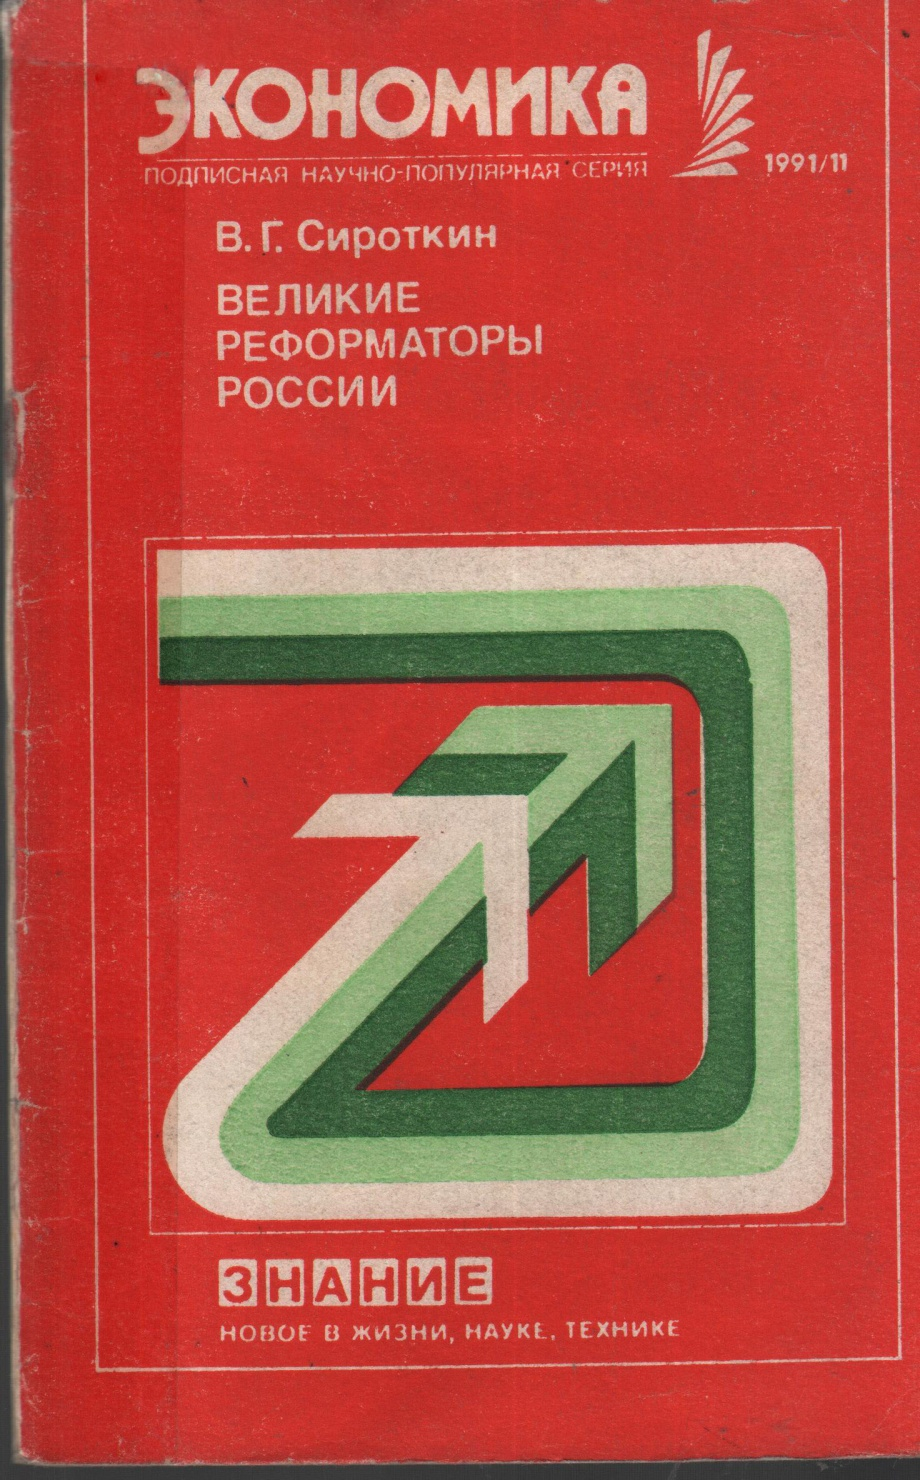 ЭКОНОМИКА
ПОДПИСНАЯ НАУЧНО-ПОПУЛЯРНАЯ СЕРИЯ
1991/11
В. Г. Сироткин
ВЕЛИКИЕ
РЕФОРМАТОРЫ
РОССИИ
ЗНАНИЕ
НОВОЕ В ЖИЗНИ, НАУКЕ, ТЕХНИКЕ